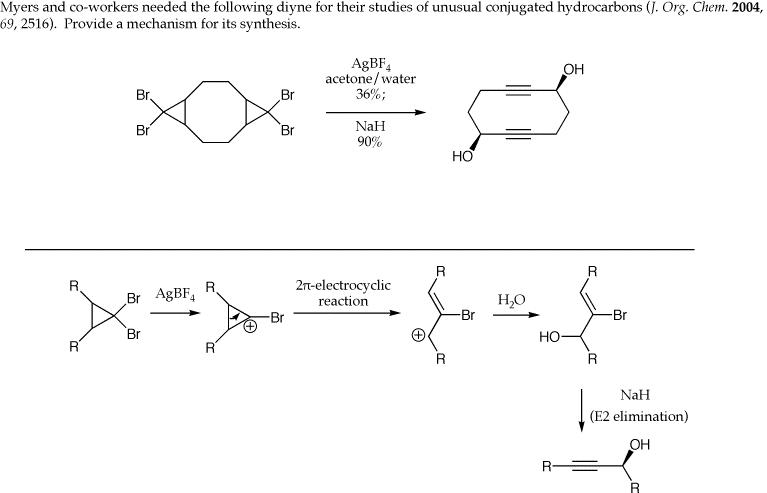 Myers and co-workers needed the following diyne for their studies of unusual conjugated hydrocarbons (J. Org. Chem. 2004,
69, 2516). Provide a mechanism for its synthesis.
Br
Br
Br
Br
AgBF4
acetone/water
36%;
NaH
90%
OH
HO
R
R
Br
Br
AgBF4
R
R
Br
⊕
2π-electrocyclic
reaction
R
Br
⊕
R
H2O
R
Br
HO
R
NaH
(E2 elimination)
R
OH
R